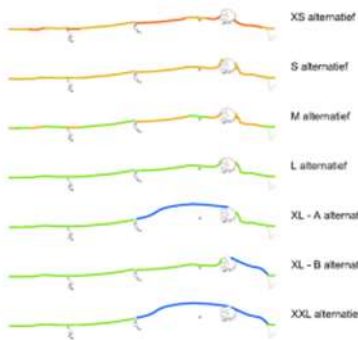 XS alternatief
S alternatief
M alternatief
L alternatief
XL - A alternat
XL - B alternat
XXL alternatie